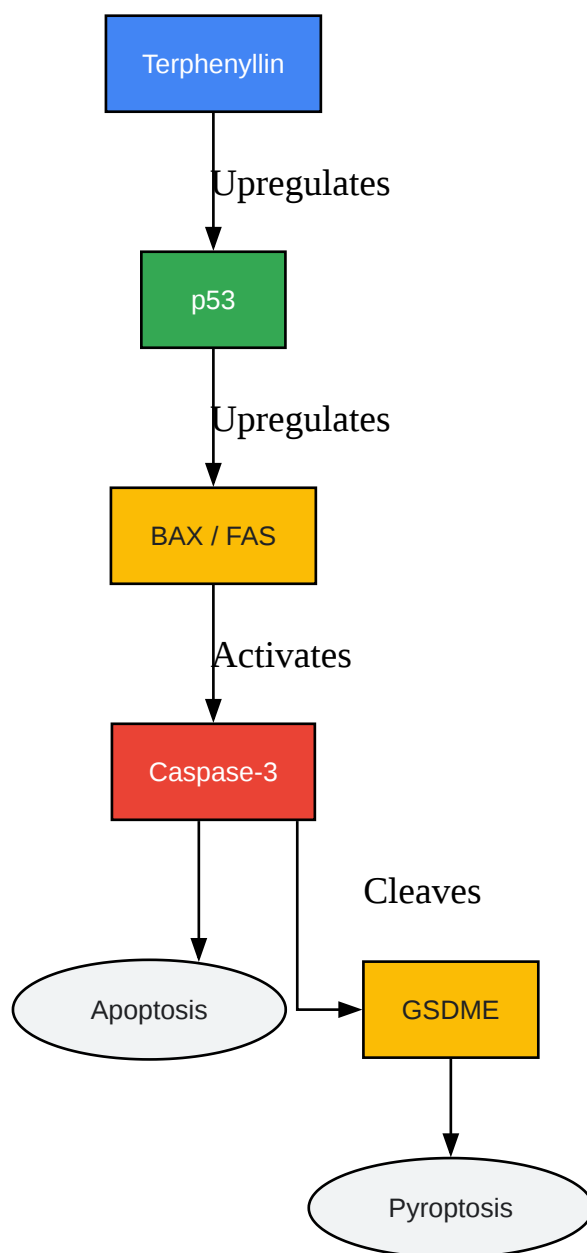 Terphenyllin
Upregulates
p53
Upregulates
BAX / FAS
Activates
Caspase-3
Cleaves
Apoptosis
GSDME
Pyroptosis